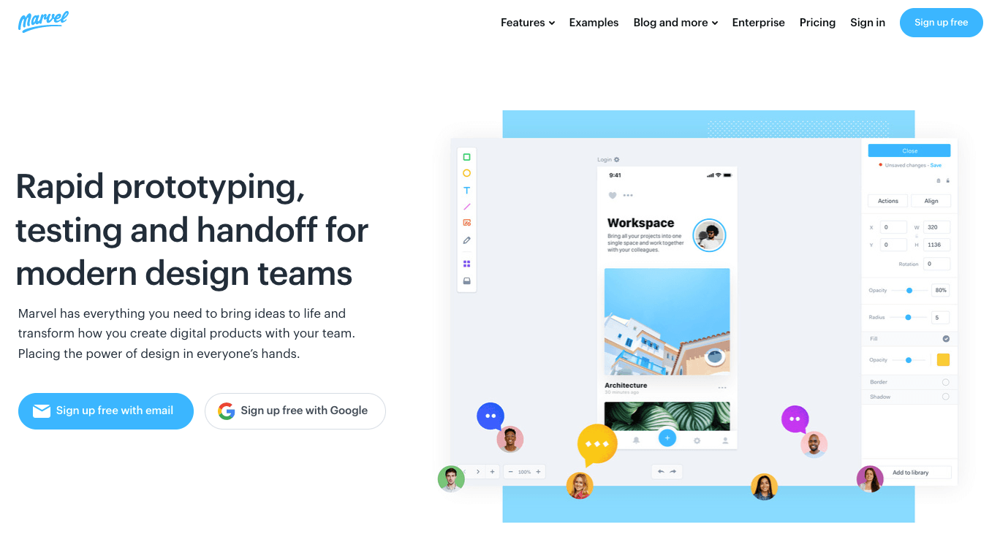 Marvel
Features
Examples
Blog and more
Enterprise
Pricing
Sign in
Sign up free
Rapid prototyping,
testing and handoff for
modern design teams
Marvel has everything you need to bring ideas to life and
transform how you create digital products with your team.
Placing the power of design in everyone’s hands.
Sign up free with email
Sign up free with Google
Login
9:41
Workspace
Bring all your projects into one
single space and work together
with your colleagues.
Architecture
30 minutes ago
100%
Close
Unsaved changes - Save
Actions
Align
X 0 W 320
Y 0 H 1136
Rotation 0
Opacity 80%
Radius 5
Fill
Opacity
Border
Shadow
Add to library